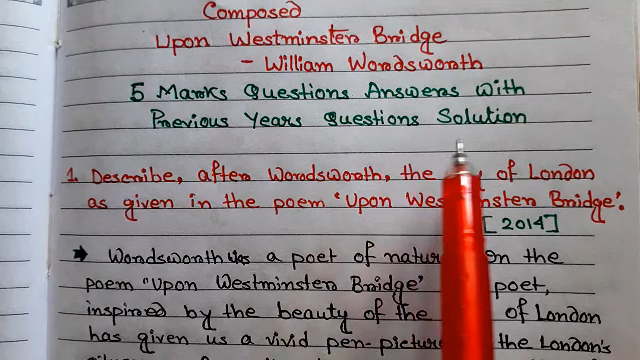 Composed
Upon Westminster Bridge
- William Wordsworth
5 Marks Questions Answers with
Previous Years Questions Solution
1. Describe, after Wordsworth, the of London
as given in the poem 'Upon Westminster Bridge'.
[2014]
→ Wordsworth was a poet of nature. the
poem "Upon Westminster Bridge" poet,
inspired by the beauty of the of London
has given us a vivid pen-picture the London's